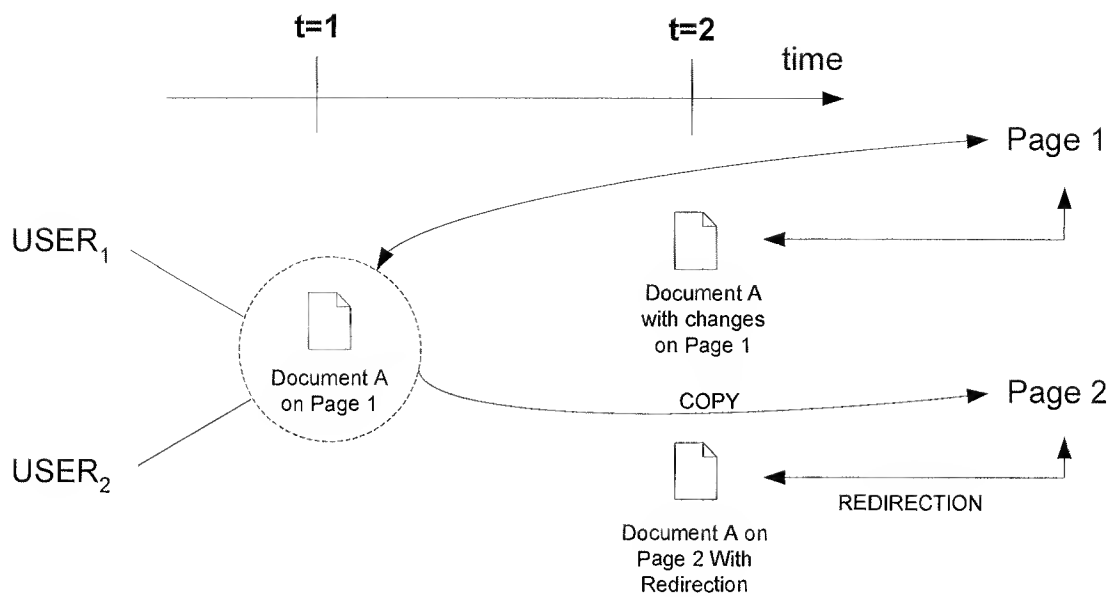 t=1
t=2
time
Page 1
USER1
Document A
with changes
on Page 1
Document A
on Page 1
COPY
Page 2
USER2
REDIRECTION
Document A on
Page 2 With
Redirection